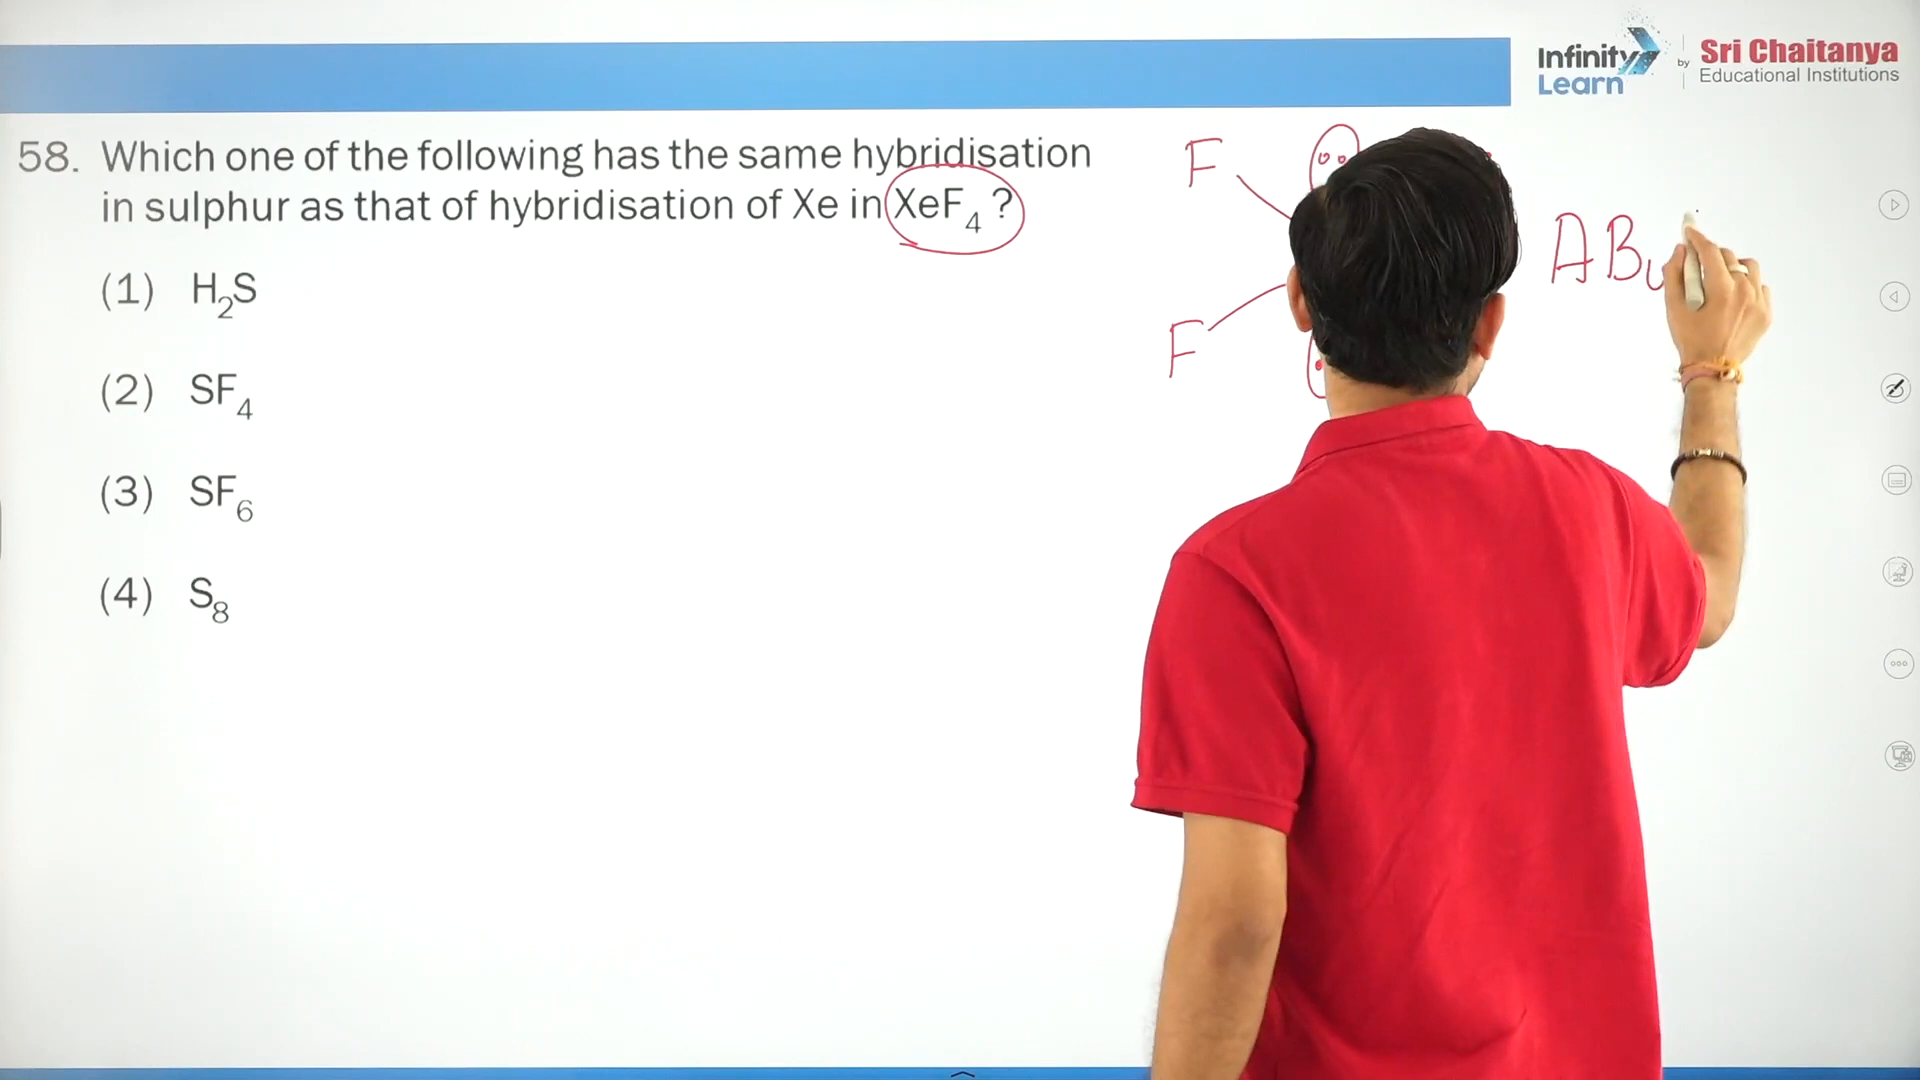 Infinity Learn by Sri Chaitanya Educational Institutions
58. Which one of the following has the same hybridisation
in sulphur as that of hybridisation of Xe in XeF₄ ?
(1) H₂S
(2) SF₄
(3) SF₆
(4) S₈
F
F
AB